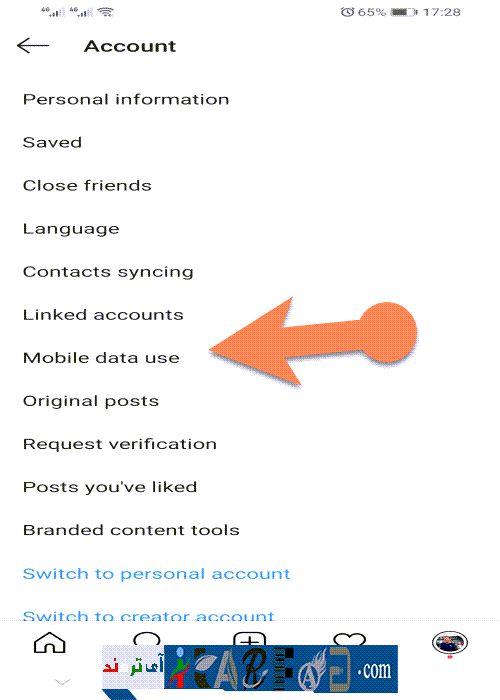 4G 4G 65% 17:28
Account
Personal information
Saved
Close friends
Language
Contacts syncing
Linked accounts
Mobile data use
Original posts
Request verification
Posts you've liked
Branded content tools
Switch to personal account
Switch to creator account
آی‌ترند
.com